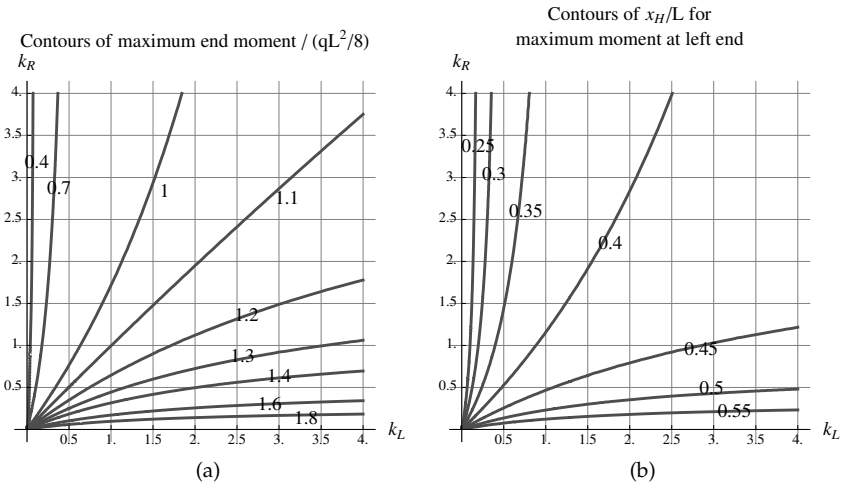 Contours of maximum end moment / (qL²/8)
k_R
4.
3.5
3.
2.5
2.
1.5
1.
0.5
0.4
0.7
1
1.1
1.2
1.3
1.4
1.6
1.8
0.5 1. 1.5 2. 2.5 3. 3.5 4.
k_L
(a)
Contours of x_H/L for
maximum moment at left end
k_R
4.
3.5
3.
2.5
2.
1.5
1.
0.5
0.25
0.3
0.35
0.4
0.45
0.5
0.55
0.5 1. 1.5 2. 2.5 3. 3.5 4.
k_L
(b)